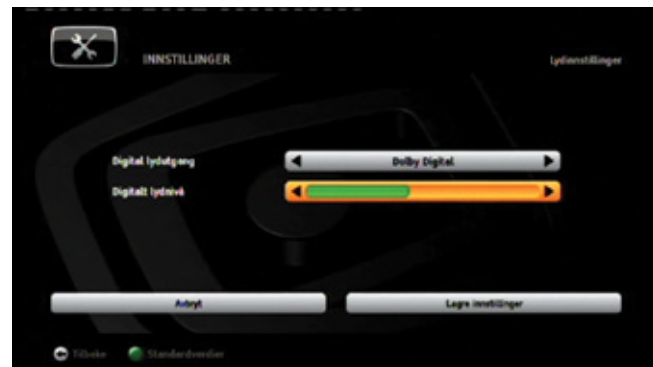 INNSTILLINGER
Lydinnstillinger
Digital lydutgang
Dolby Digital
Digitalt lydnivå
Avbryt
Lagre innstillinger
Tilbake
Standardverdier